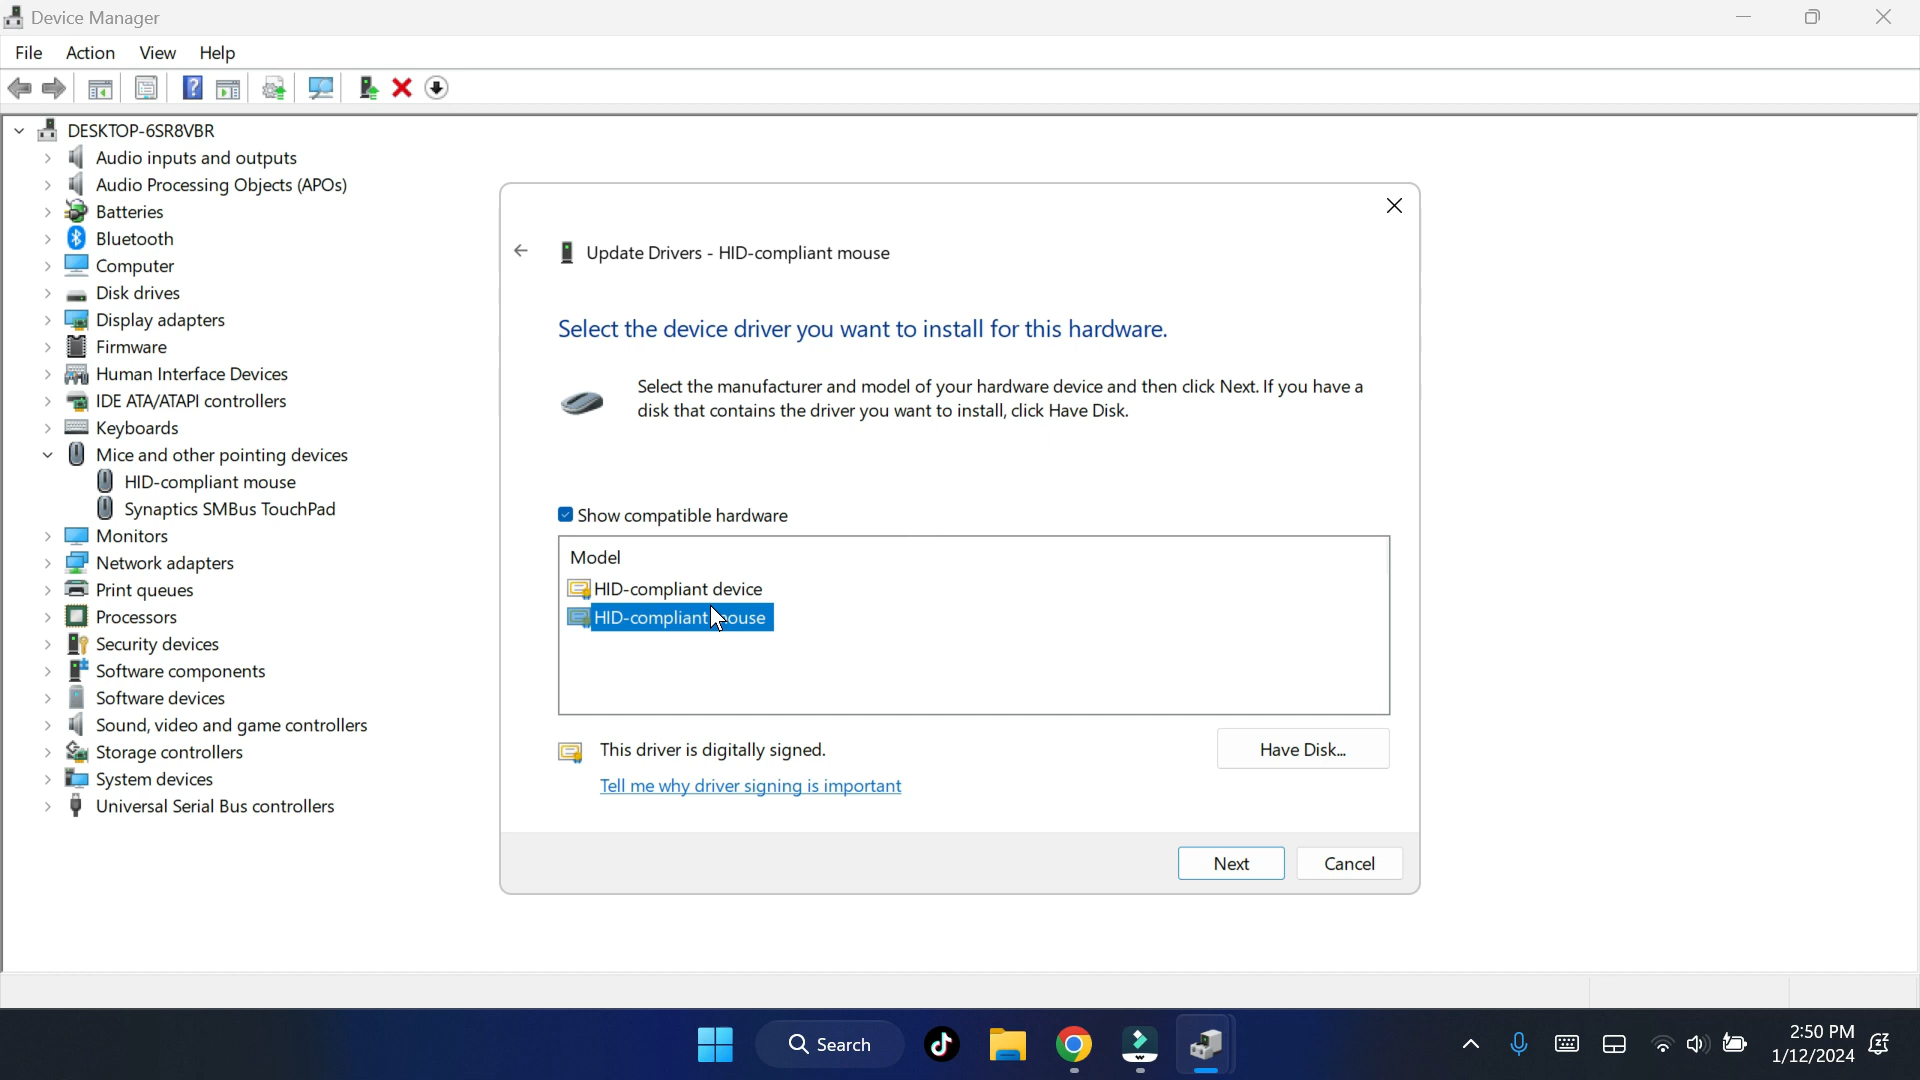 Device Manager
File Action View Help
DESKTOP-6SR8VBR
Audio inputs and outputs
Audio Processing Objects (APOs)
Batteries
Bluetooth
Computer
Disk drives
Display adapters
Firmware
Human Interface Devices
IDE ATA/ATAPI controllers
Keyboards
Mice and other pointing devices
HID-compliant mouse
Synaptics SMBus TouchPad
Monitors
Network adapters
Print queues
Processors
Security devices
Software components
Software devices
Sound, video and game controllers
Storage controllers
System devices
Universal Serial Bus controllers
Update Drivers - HID-compliant mouse
Select the device driver you want to install for this hardware.
Select the manufacturer and model of your hardware device and then click Next. If you have a
disk that contains the driver you want to install, click Have Disk.
Show compatible hardware
Model
HID-compliant device
HID-compliant mouse
This driver is digitally signed.
Have Disk...
Tell me why driver signing is important
Next Cancel
Search
2:50 PM
1/12/2024